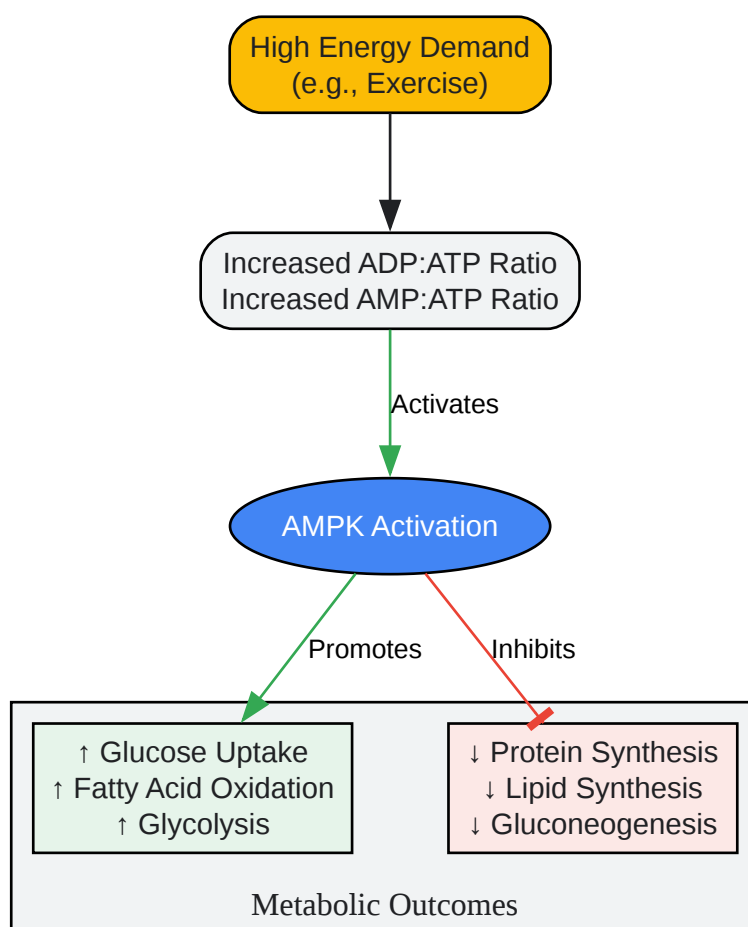 High Energy Demand
(e.g., Exercise)
Increased ADP:ATP Ratio
Increased AMP:ATP Ratio
Activates
AMPK Activation
Promotes
Inhibits
↑ Glucose Uptake
↑ Fatty Acid Oxidation
↑ Glycolysis
↓ Protein Synthesis
↓ Lipid Synthesis
↓ Gluconeogenesis
Metabolic Outcomes